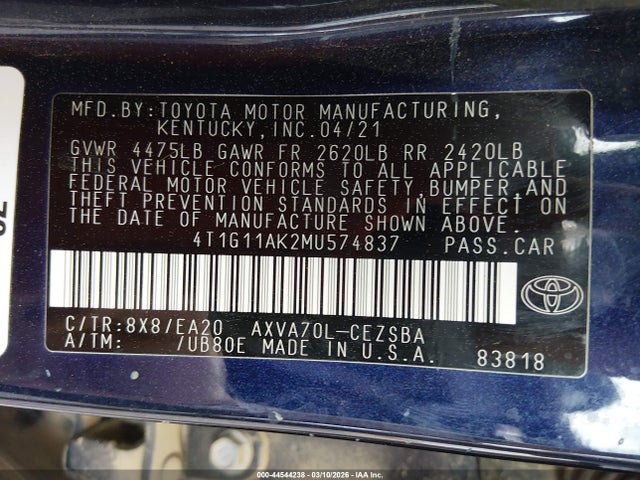 MFD.BY:TOYOTA MOTOR MANUFACTURING,
KENTUCKY,INC.04/21
GVWR 4475LB GAWR FR 2620LB RR 2420LB
THIS VEHICLE CONFORMS TO ALL APPLICABLE
FEDERAL MOTOR VEHICLE SAFETY,BUMPER AND
THEFT PREVENTION STANDARDS IN EFFECT ON
THE DATE OF MANUFACTURE SHOWN ABOVE.
4T1G11AK2MU574837 PASS.CAR
C/TR:8X8/EA20 AXVA70L-CEZSBA
A/TM: /UB80E MADE IN U.S.A. 83818
000-44544238 - 03/10/2026 - IAA Inc.